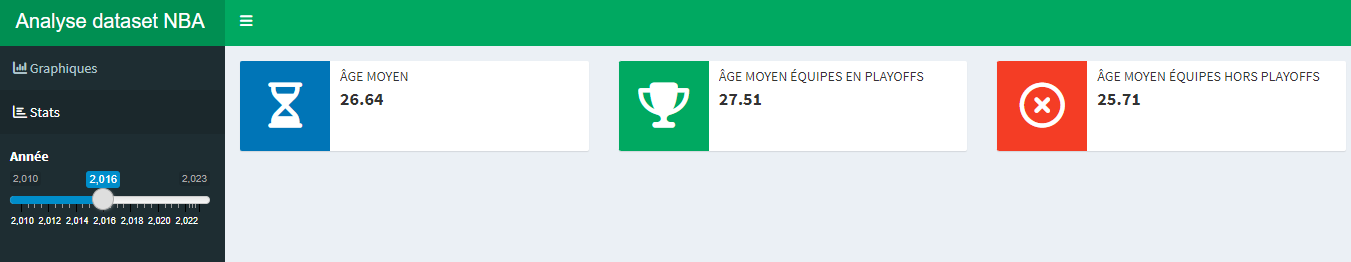 Analyse dataset NBA
Graphiques
Stats
Année
2,010 2,016 2,023
2,010 2,012 2,014 2,016 2,018 2,020 2,022
ÂGE MOYEN
26.64
ÂGE MOYEN ÉQUIPES EN PLAYOFFS
27.51
ÂGE MOYEN ÉQUIPES HORS PLAYOFFS
25.71